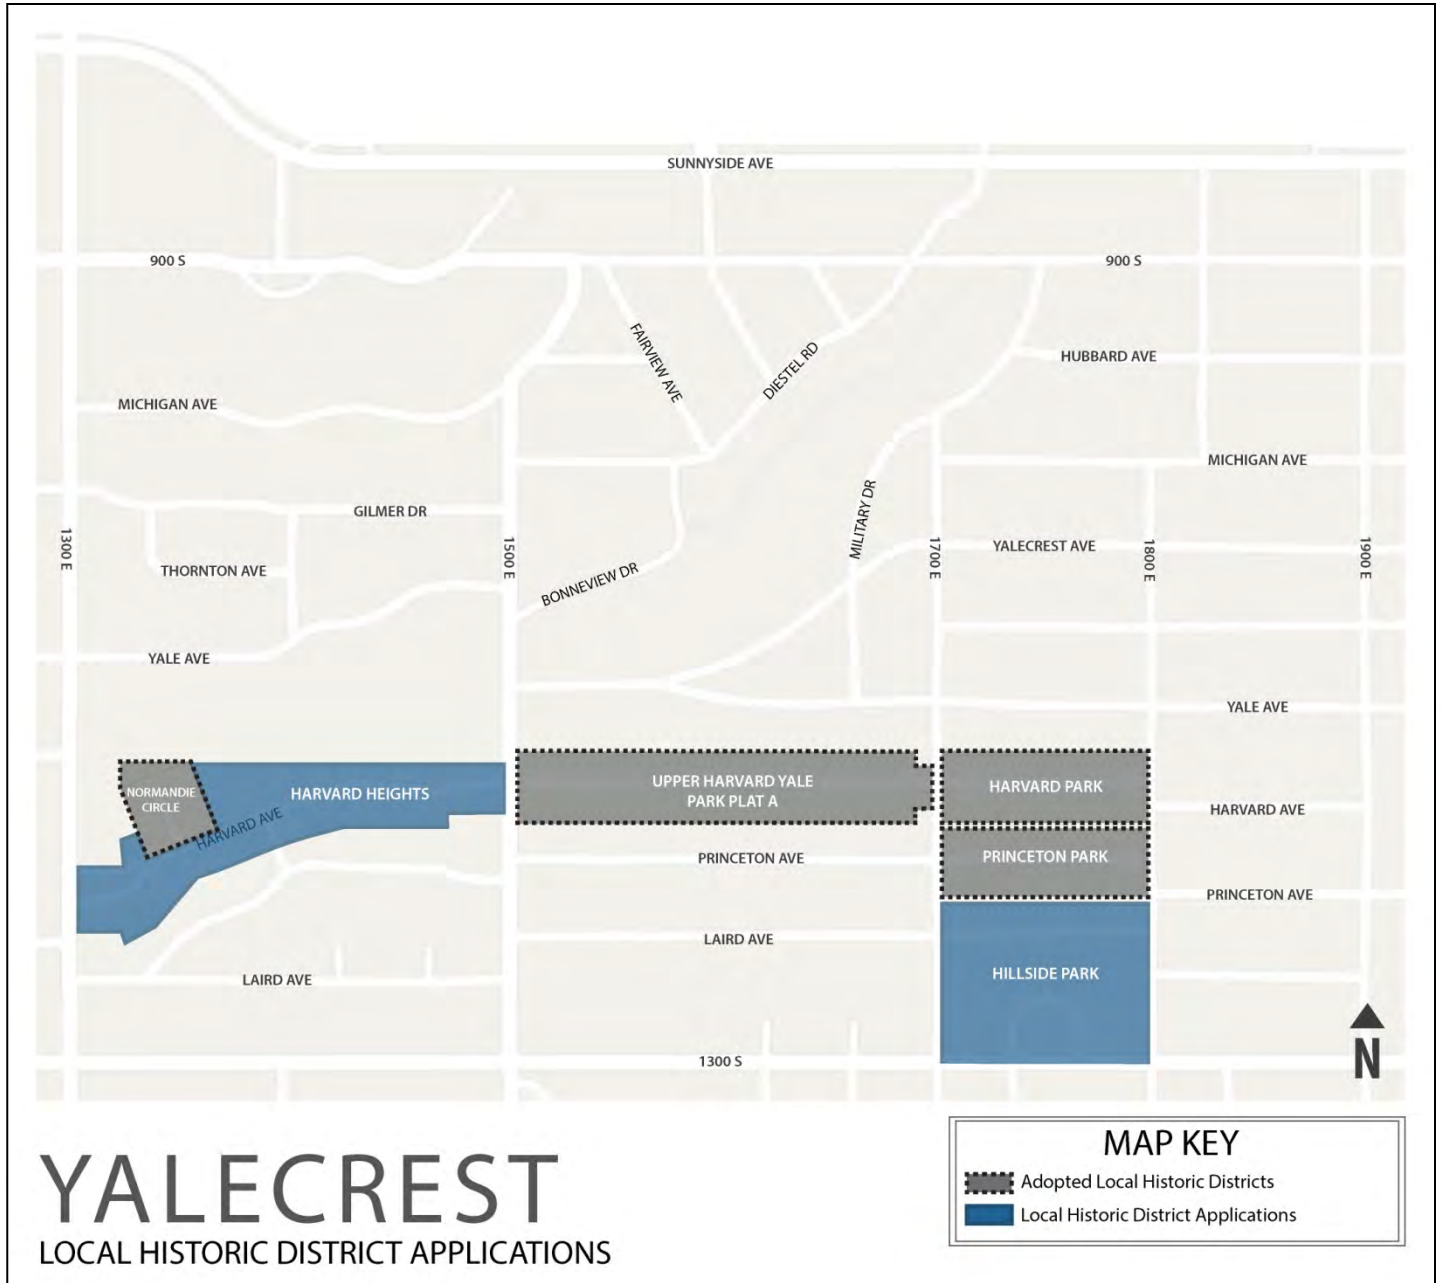 SUNNYSIDE AVE
900 S
900 S
FAIRVIEW AVE
DIESTEL RD
HUBBARD AVE
MICHIGAN AVE
MICHIGAN AVE
MILITARY DR
GILMER DR
1300 E
1500 E
1700 E
YALECREST AVE
1800 E
1900 E
THORNTON AVE
BONNEVIEW DR
YALE AVE
YALE AVE
NORMANDIE
CIRCLE
HARVARD HEIGHTS
HARVARD AVE
UPPER HARVARD YALE
PARK PLAT A
HARVARD PARK
HARVARD AVE
PRINCETON AVE
PRINCETON PARK
PRINCETON AVE
LAIRD AVE
LAIRD AVE
HILLSIDE PARK
1300 S
N
YALECREST
LOCAL HISTORIC DISTRICT APPLICATIONS
MAP KEY
Adopted Local Historic Districts
Local Historic District Applications